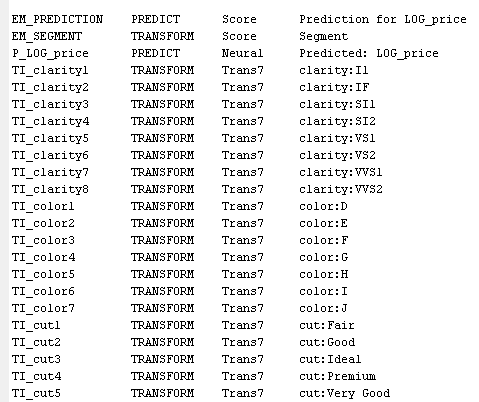 EM_PREDICTION PREDICT Score Prediction for LOG_price
EM_SEGMENT TRANSFORM Score Segment
P_LOG_price PREDICT Neural Predicted: LOG_price
TI_clarity1 TRANSFORM Trans7 clarity:I1
TI_clarity2 TRANSFORM Trans7 clarity:IF
TI_clarity3 TRANSFORM Trans7 clarity:SI1
TI_clarity4 TRANSFORM Trans7 clarity:SI2
TI_clarity5 TRANSFORM Trans7 clarity:VS1
TI_clarity6 TRANSFORM Trans7 clarity:VS2
TI_clarity7 TRANSFORM Trans7 clarity:VVS1
TI_clarity8 TRANSFORM Trans7 clarity:VVS2
TI_color1 TRANSFORM Trans7 color:D
TI_color2 TRANSFORM Trans7 color:E
TI_color3 TRANSFORM Trans7 color:F
TI_color4 TRANSFORM Trans7 color:G
TI_color5 TRANSFORM Trans7 color:H
TI_color6 TRANSFORM Trans7 color:I
TI_color7 TRANSFORM Trans7 color:J
TI_cut1 TRANSFORM Trans7 cut:Fair
TI_cut2 TRANSFORM Trans7 cut:Good
TI_cut3 TRANSFORM Trans7 cut:Ideal
TI_cut4 TRANSFORM Trans7 cut:Premium
TI_cut5 TRANSFORM Trans7 cut:Very Good